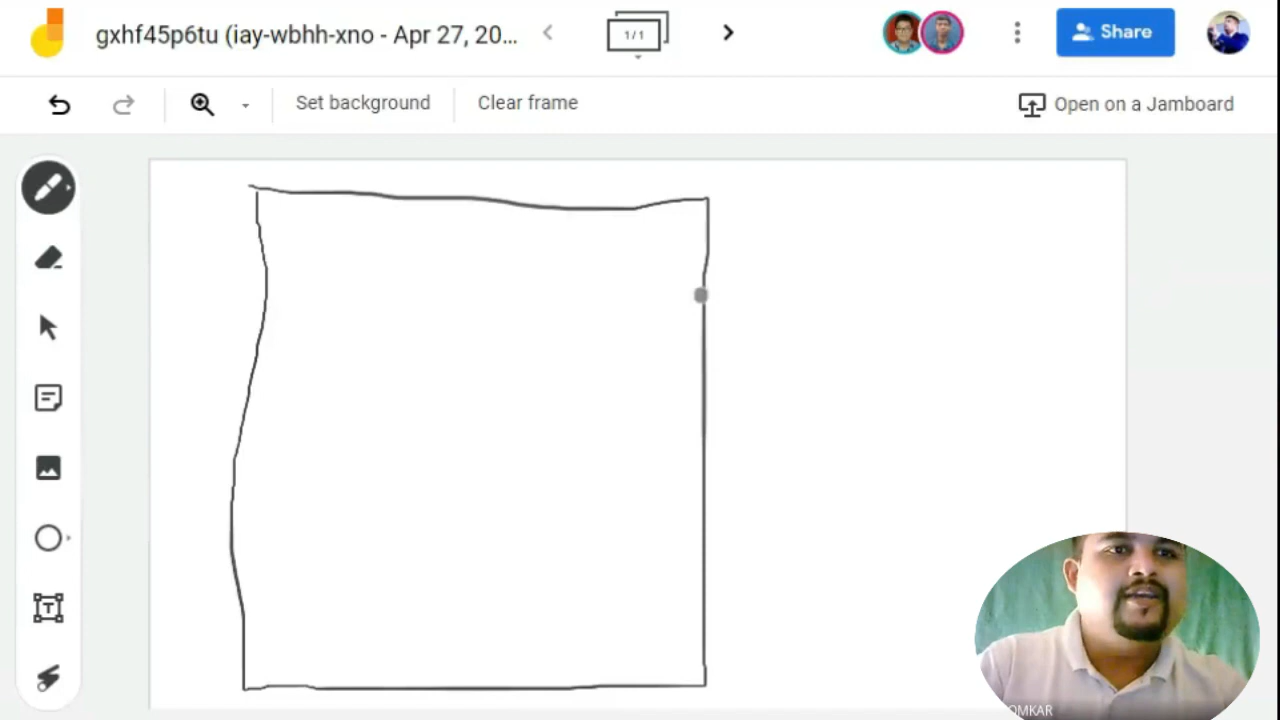 gxhf45p6tu (iay-wbhh-xno - Apr 27, 20...
1/1
Share
Set background
Clear frame
Open on a Jamboard
OMKAR